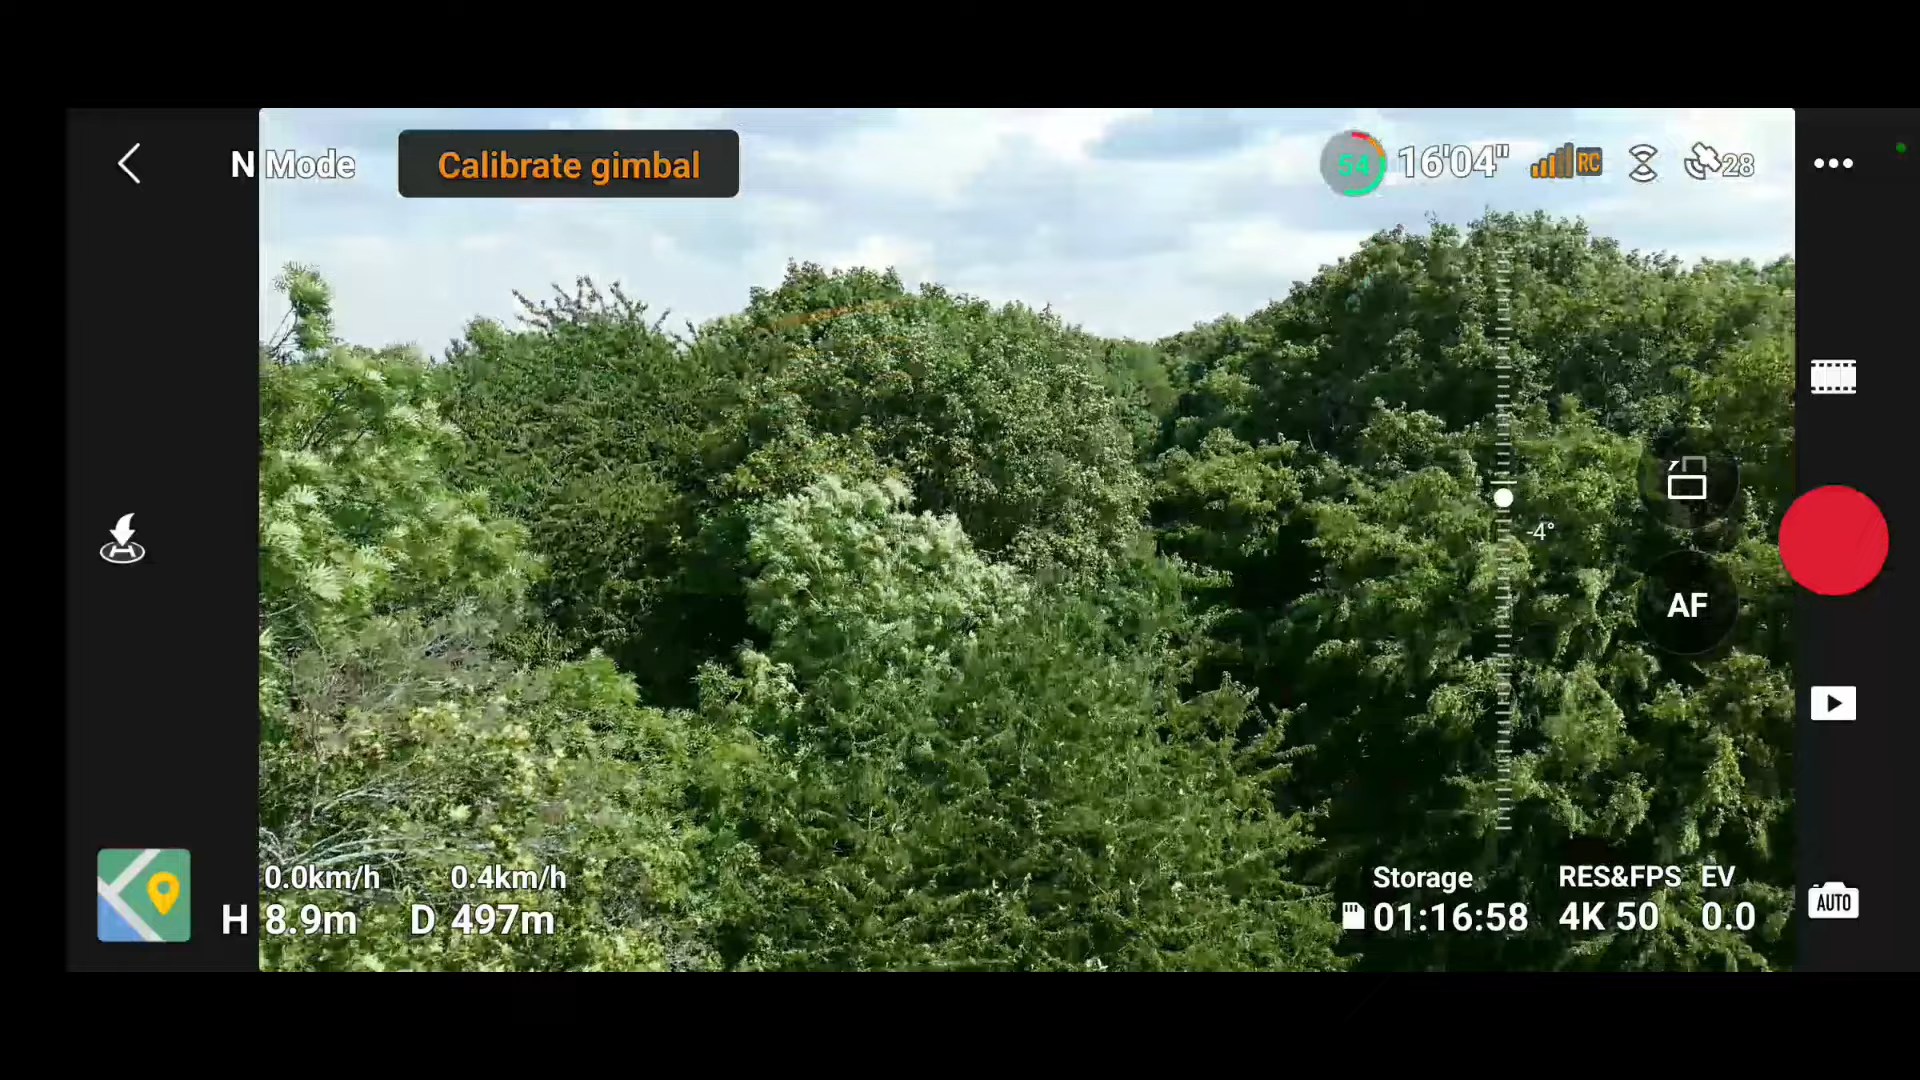 N Mode
Calibrate gimbal
54
16'04"
RC
28
-4°
AF
0.0km/h
0.4km/h
H 8.9m
D 497m
Storage
01:16:58
RES&FPS
4K 50
EV
0.0
AUTO